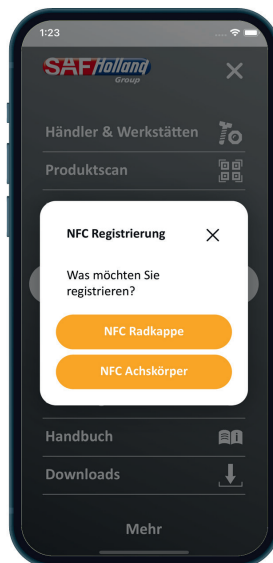 1:23
SAF Holland
Group
Händler & Werkstätten
Produktscan
NFC Registrierung
Was möchten Sie
registrieren?
NFC Radkappe
NFC Achskörper
Handbuch
Downloads
Mehr